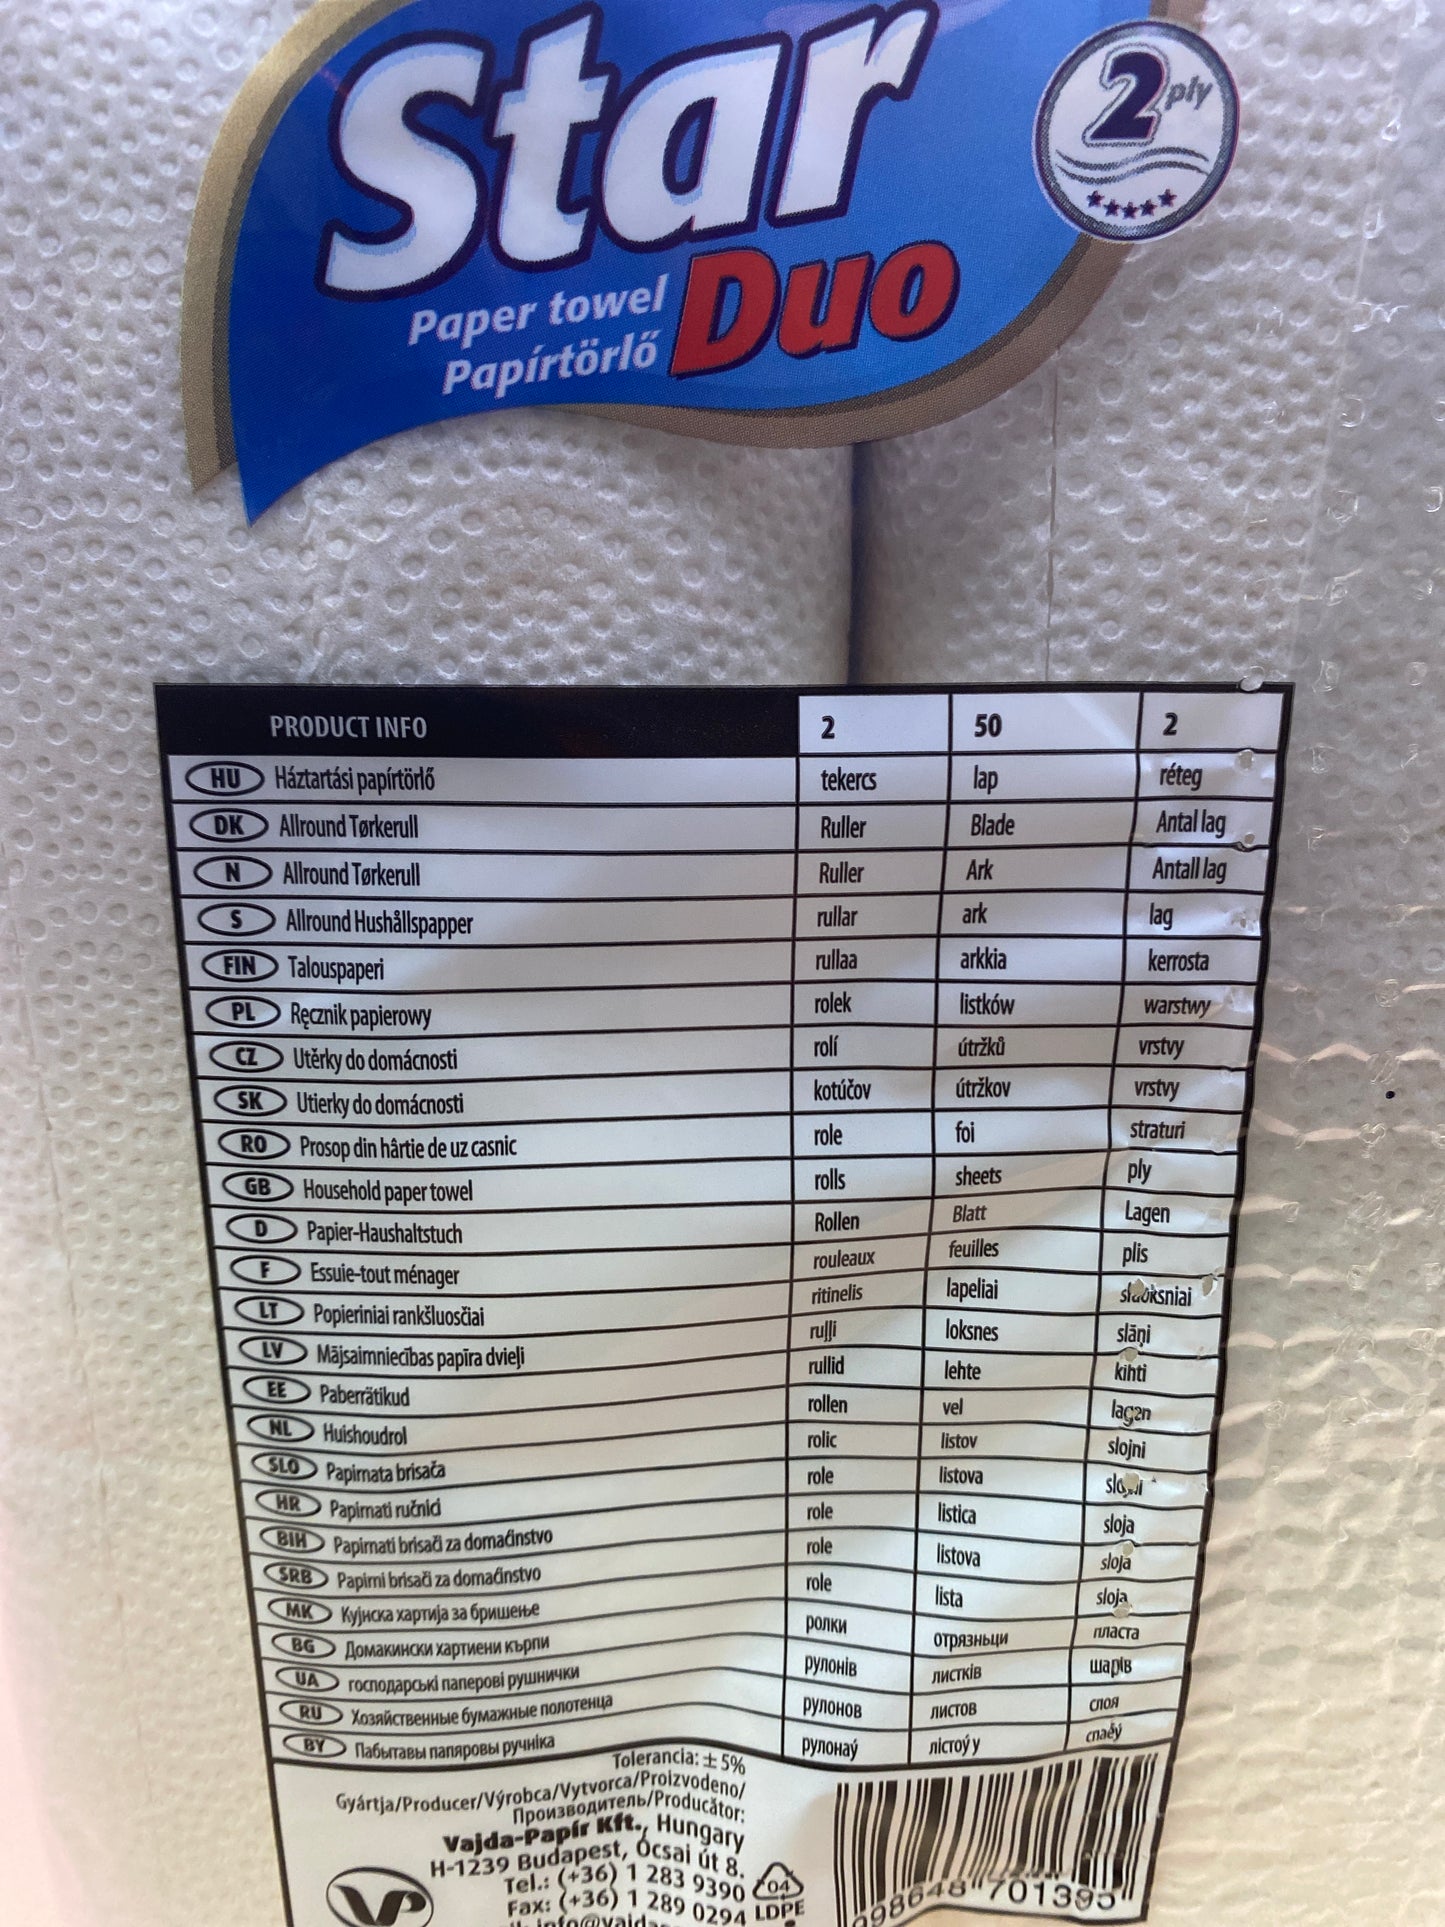 Star
2 ply
Paper towel
Duo
Papírtörlő
PRODUCT INFO 2 50 2
HU Háztartási papírtörlő tekercs lap réteg
DK Allround Tørkerull Ruller Blade Antal lag
N Allround Tørkerull Ruller Ark Antall lag
S Allround Hushållspapper rullar ark lag
FIN Talouspaperi rullaa arkkia kerrosta
PL Ręcznik papierowy rolek listków warstwy
CZ Utěrky do domácnosti rolí útržků vrstvy
SK Utierky do domácnosti kotúčov útržkov vrstvy
RO Prosop din hârtie de uz casnic role foi straturi
GB Household paper towel rolls sheets ply
D Papier-Haushaltstuch Rollen Blatt Lagen
F Essuie-tout ménager rouleaux feuilles plis
LT Popieriniai rankšluosčiai ritinelis lapeliai sluoksniai
LV Mājsaimniecības papīra dvieļi ruļļi loksnes slāņi
EE Paberrätikud rullid lehte kihti
NL Huishoudrol rollen vel lagen
SLO Papirnata brisača rolic listov slojni
HR Papirnati ručnici role listova
BIH Papirnati brisači za domaćinstvo role listica sloja
SRB Papirni brisači za domaćinstvo role listova sloja
MK Кујнска хартија за бришење role lista sloja
BG Домакински хартиени кърпи ролки отрязньци пласта
UA господарські паперові рушнички рулонів листків шарів
RU Хозяйственные бумажные полотенца рулонов листов слоя
BY Пабытавы папяровы ручніка рулонаў лістоў у
Tolerancia: ± 5%
Gyártja/Producer/Výrobca/Vytvorca/Proizvodeno/
Производитель/Producător:
Vajda-Papír Kft., Hungary
H-1239 Budapest, Ócsai út 8.
Tel.: (+36) 1 283 9390
Fax: (+36) 1 289 0294
04
LDPE
VP
998648 701395